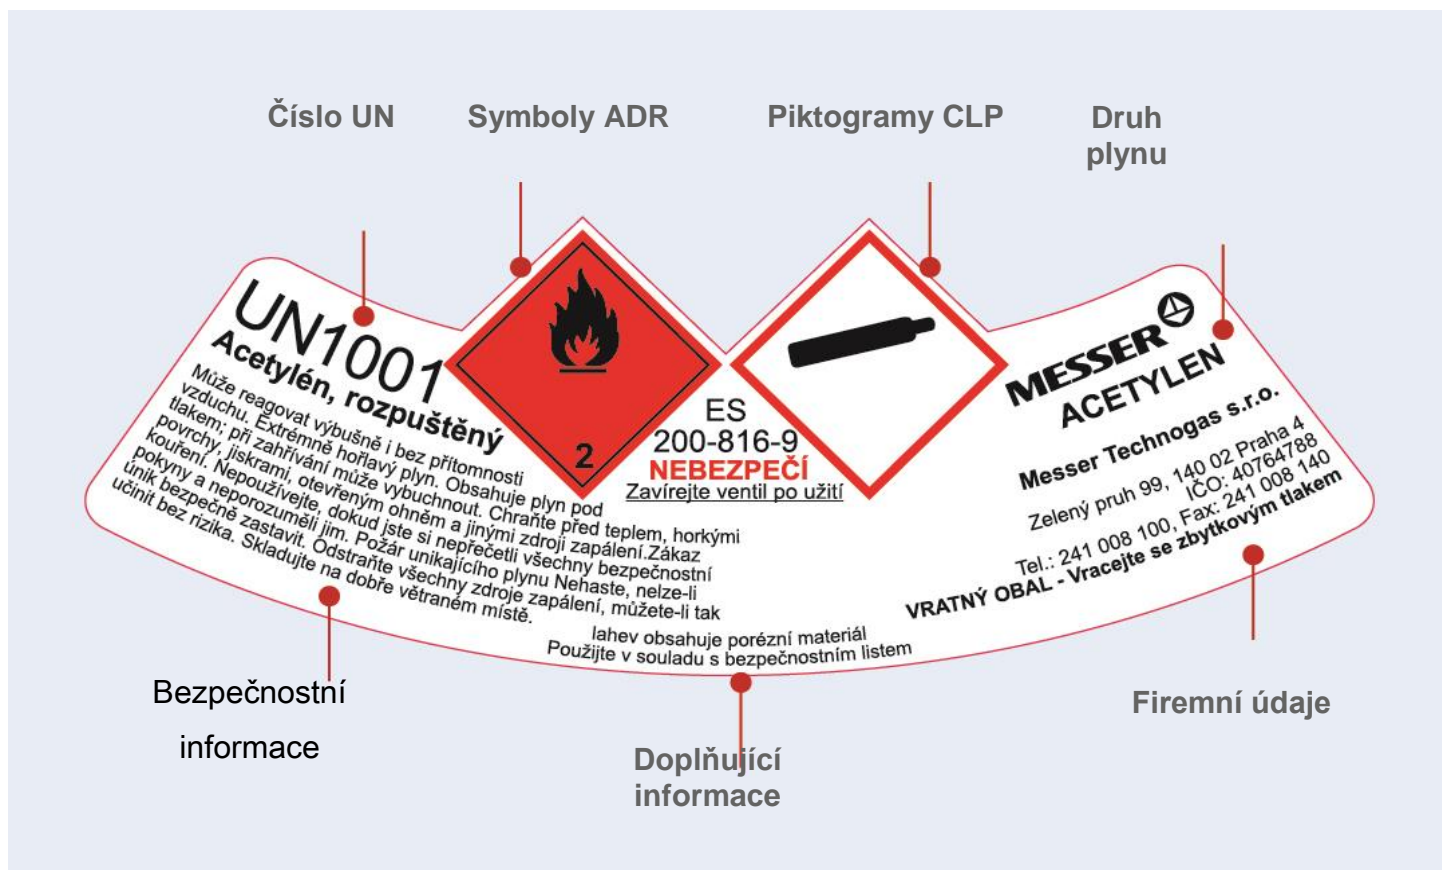 Číslo UN
Symboly ADR
Piktogramy CLP
Druh
plynu
UN1001
Acetylén, rozpuštěný
Může reagovat výbušně i bez přítomnosti
vzduchu. Extrémně hořlavý plyn. Obsahuje plyn pod
tlakem; při zahřívání může vybuchnout. Chraňte před teplem, horkými
povrchy, jiskrami, otevřeným ohněm a jinými zdroji zapálení.Zákaz
kouření. Nepoužívejte, dokud jste si nepřečetli všechny bezpečnostní
pokyny a neporozuměli jim. Požár unikajícího plynu Nehaste, nelze-li
únik bezpečně zastavit. Odstraňte všechny zdroje zapálení, můžete-li tak
učinit bez rizika. Skladujte na dobře větraném místě.
2
ES
200-816-9
NEBEZPEČÍ
Zavírejte ventil po užití
lahev obsahuje porézní materiál
Použijte v souladu s bezpečnostním listem
MESSER
ACETYLEN
Messer Technogas s.r.o.
Zelený pruh 99, 140 02 Praha 4
IČO: 40764788
Tel.: 241 008 100, Fax: 241 008 140
VRATNÝ OBAL - Vracejte se zbytkovým tlakem
Bezpečnostní
informace
Doplňující
informace
Firemní údaje